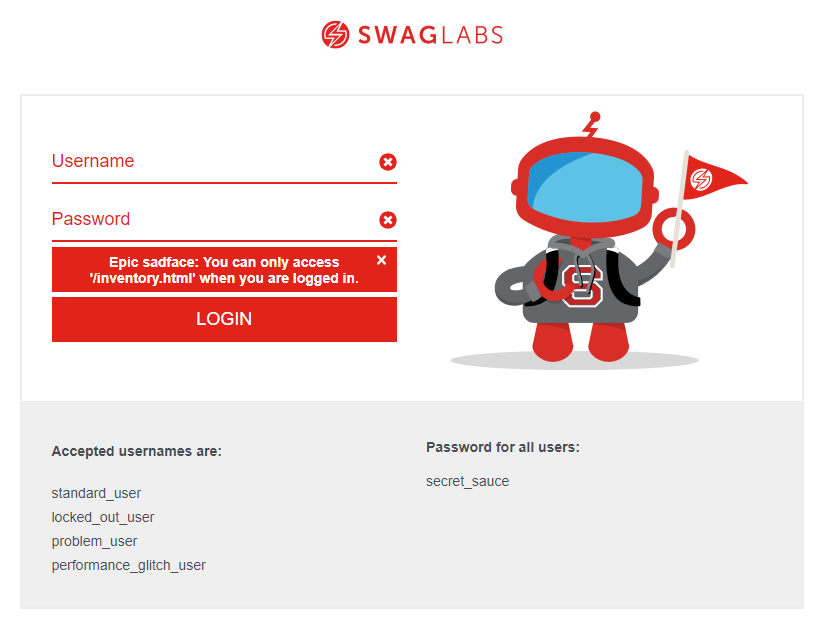 SWAGLABS
Username
Password
Epic sadface: You can only access
'/inventory.html' when you are logged in.
LOGIN
S
Accepted usernames are:
standard_user
locked_out_user
problem_user
performance_glitch_user
Password for all users:
secret_sauce